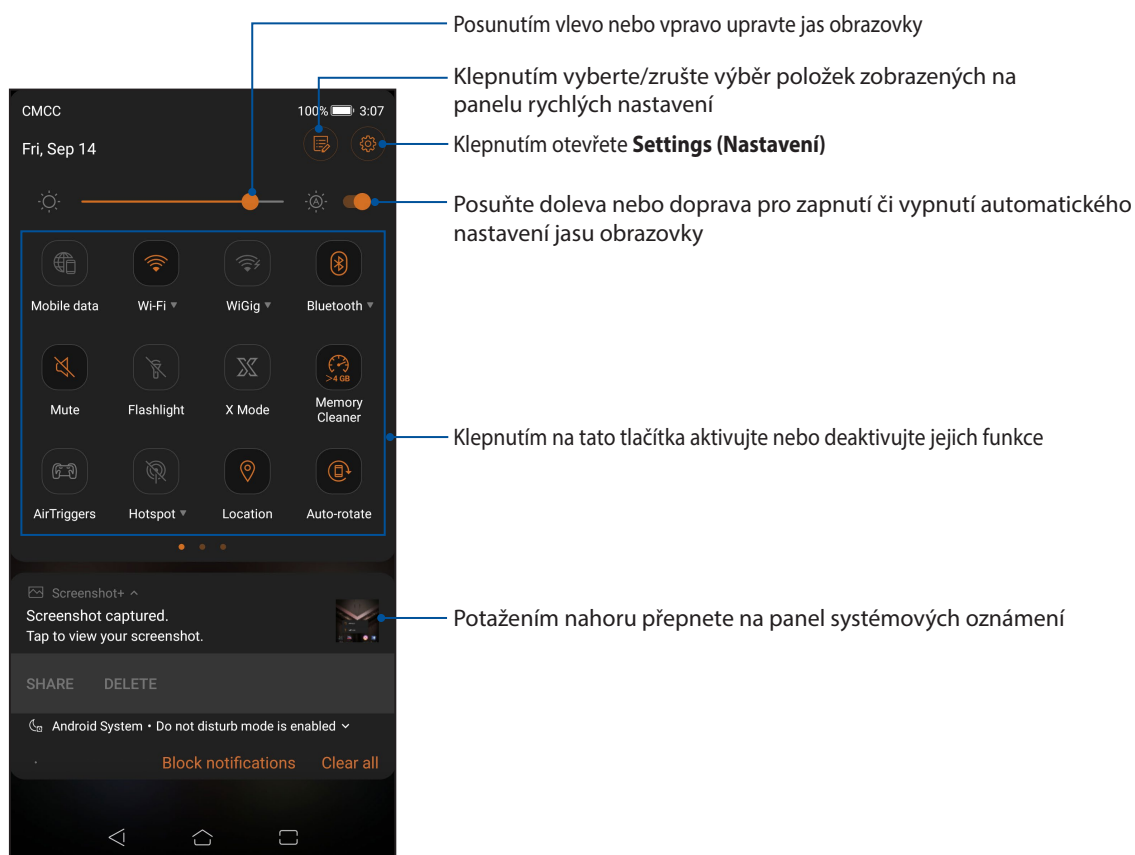 Posunutím vlevo nebo vpravo upravte jas obrazovky
Klepnutím vyberte/zrušte výběr položek zobrazených na
panelu rychlých nastavení
Klepnutím otevřete Settings (Nastavení)
Posuňte doleva nebo doprava pro zapnutí či vypnutí automatického
nastavení jasu obrazovky
Klepnutím na tato tlačítka aktivujte nebo deaktivujte jejich funkce
Potažením nahoru přepnete na panel systémových oznámení
CMCC 100% 3:07
Fri, Sep 14
A
Mobile data Wi-Fi WiGig Bluetooth
>4 GB
Mute Flashlight X Mode Memory
Cleaner
AirTriggers Hotspot Location Auto-rotate
Screenshot+
Screenshot captured.
Tap to view your screenshot.
SHARE DELETE
Android System • Do not disturb mode is enabled
Block notifications Clear all